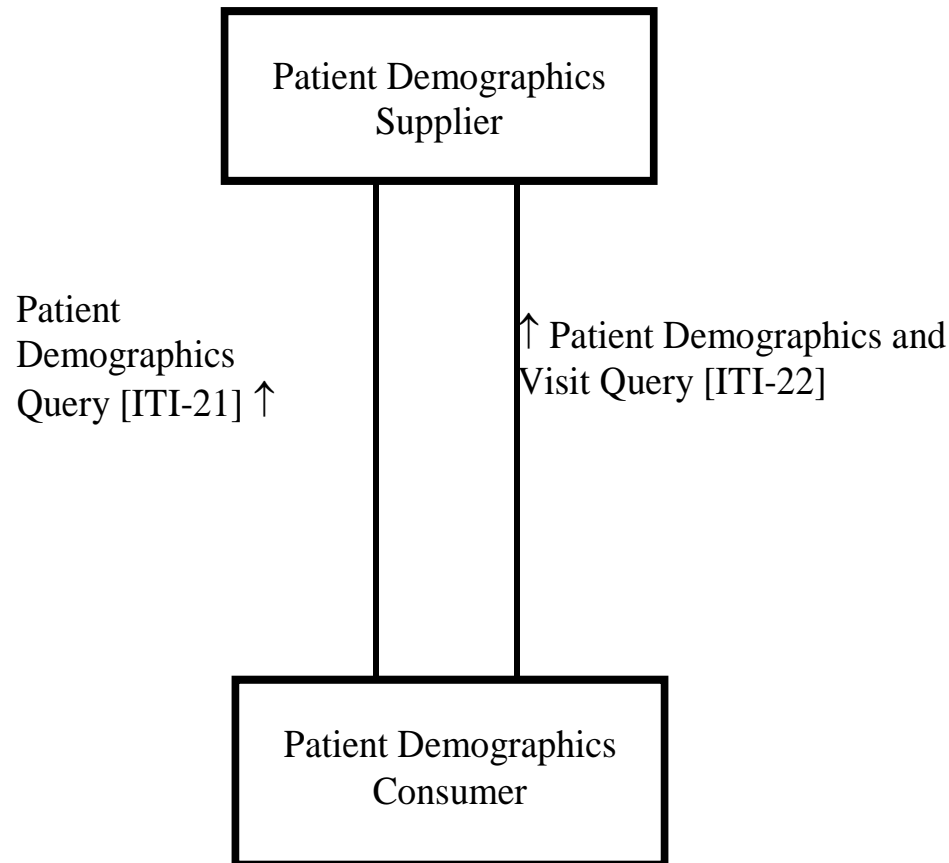 Patient Demographics
Supplier
Patient
Demographics
Query [ITI-21] ↑
↑ Patient Demographics and
Visit Query [ITI-22]
Patient Demographics
Consumer